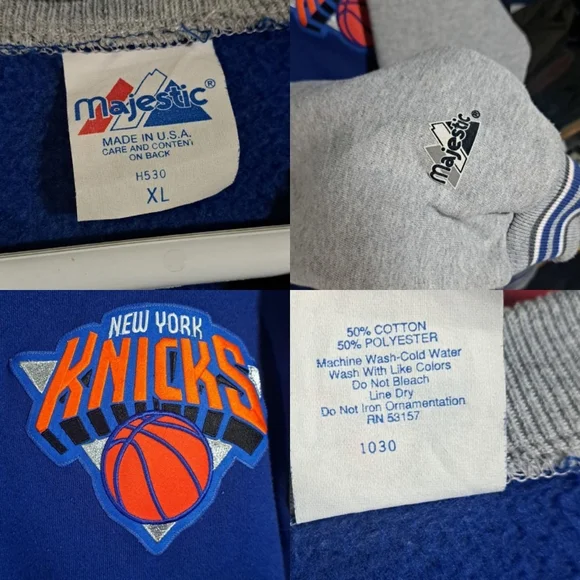 Majestic®
MADE IN U.S.A.
CARE AND CONTENT
ON BACK
H530
XL
Majestic®
NEW YORK
KNICKS
50% COTTON
50% POLYESTER
Machine Wash-Cold Water
Wash With Like Colors
Do Not Bleach
Line Dry
Do Not Iron Ornamentation
RN 53157
1030